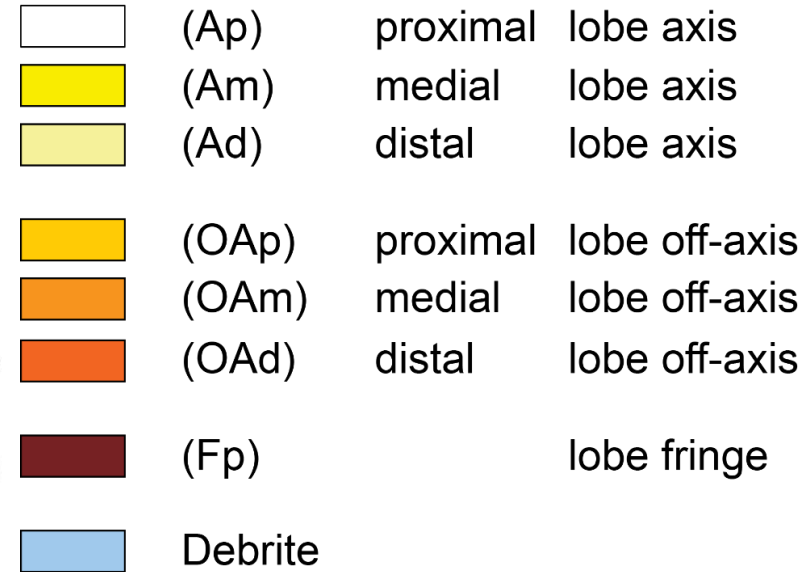 (Ap) proximal lobe axis
(Am) medial lobe axis
(Ad) distal lobe axis
(OAp) proximal lobe off-axis
(OAm) medial lobe off-axis
(OAd) distal lobe off-axis
(Fp) lobe fringe
Debrite